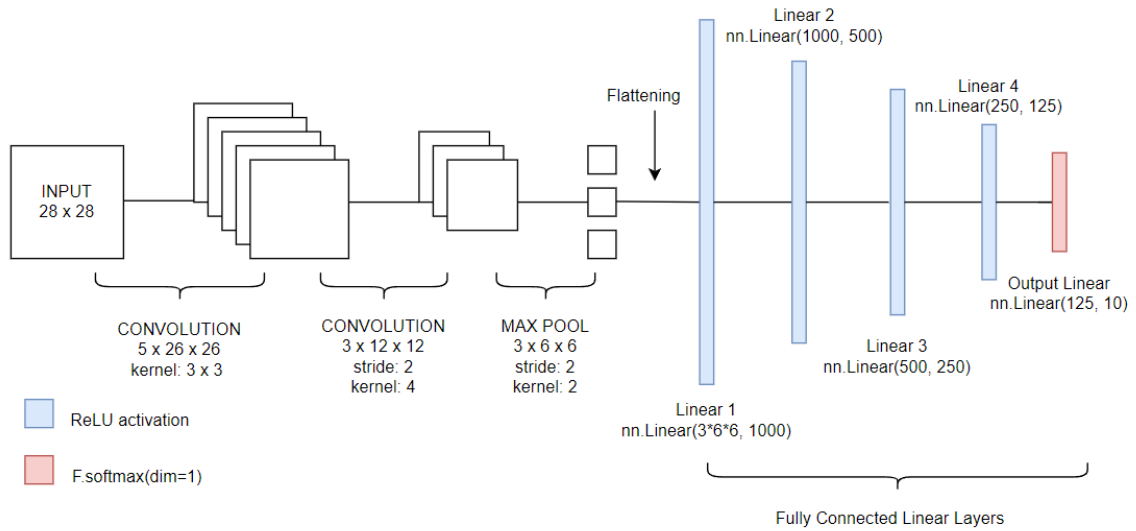 INPUT
28 x 28
CONVOLUTION
5 x 26 x 26
kernel: 3 x 3
CONVOLUTION
3 x 12 x 12
stride: 2
kernel: 4
MAX POOL
3 x 6 x 6
stride: 2
kernel: 2
Flattening
Linear 1
nn.Linear(3*6*6, 1000)
Linear 2
nn.Linear(1000, 500)
Linear 3
nn.Linear(500, 250)
Linear 4
nn.Linear(250, 125)
Output Linear
nn.Linear(125, 10)
ReLU activation
F.softmax(dim=1)
Fully Connected Linear Layers